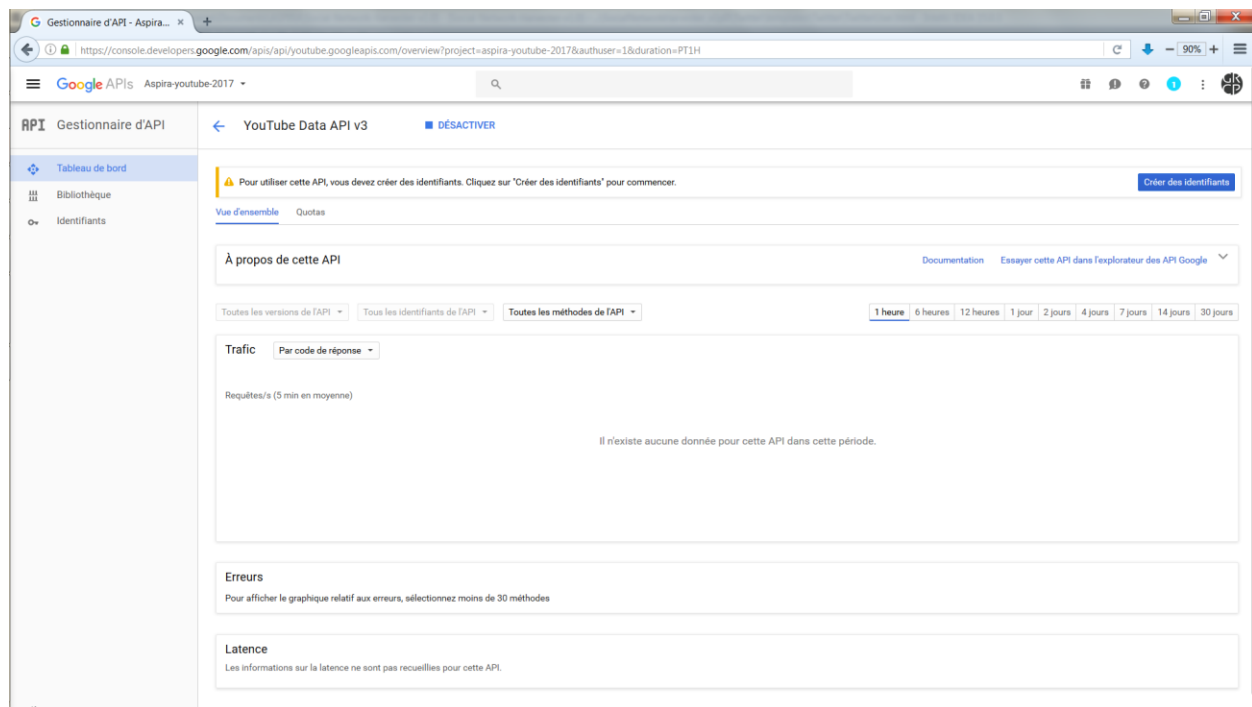 Gestionnaire d'API - Aspira...
https://console.developers.google.com/apis/api/youtube.googleapis.com/overview?project=aspira-youtube-2017&authuser=1&duration=PT1H
90%
Google APIs Aspira-youtube-2017
1
API Gestionnaire d'API
YouTube Data API v3 DÉSACTIVER
Tableau de bord
Bibliothèque
Identifiants
Pour utiliser cette API, vous devez créer des identifiants. Cliquez sur "Créer des identifiants" pour commencer. Créer des identifiants
Vue d'ensemble Quotas
À propos de cette API Documentation Essayer cette API dans l'explorateur des API Google
Toutes les versions de l'API Tous les identifiants de l'API Toutes les méthodes de l'API 1 heure 6 heures 12 heures 1 jour 2 jours 4 jours 7 jours 14 jours 30 jours
Trafic Par code de réponse
Requêtes/s (5 min en moyenne)
Il n'existe aucune donnée pour cette API dans cette période.
Erreurs
Pour afficher le graphique relatif aux erreurs, sélectionnez moins de 30 méthodes
Latence
Les informations sur la latence ne sont pas recueillies pour cette API.